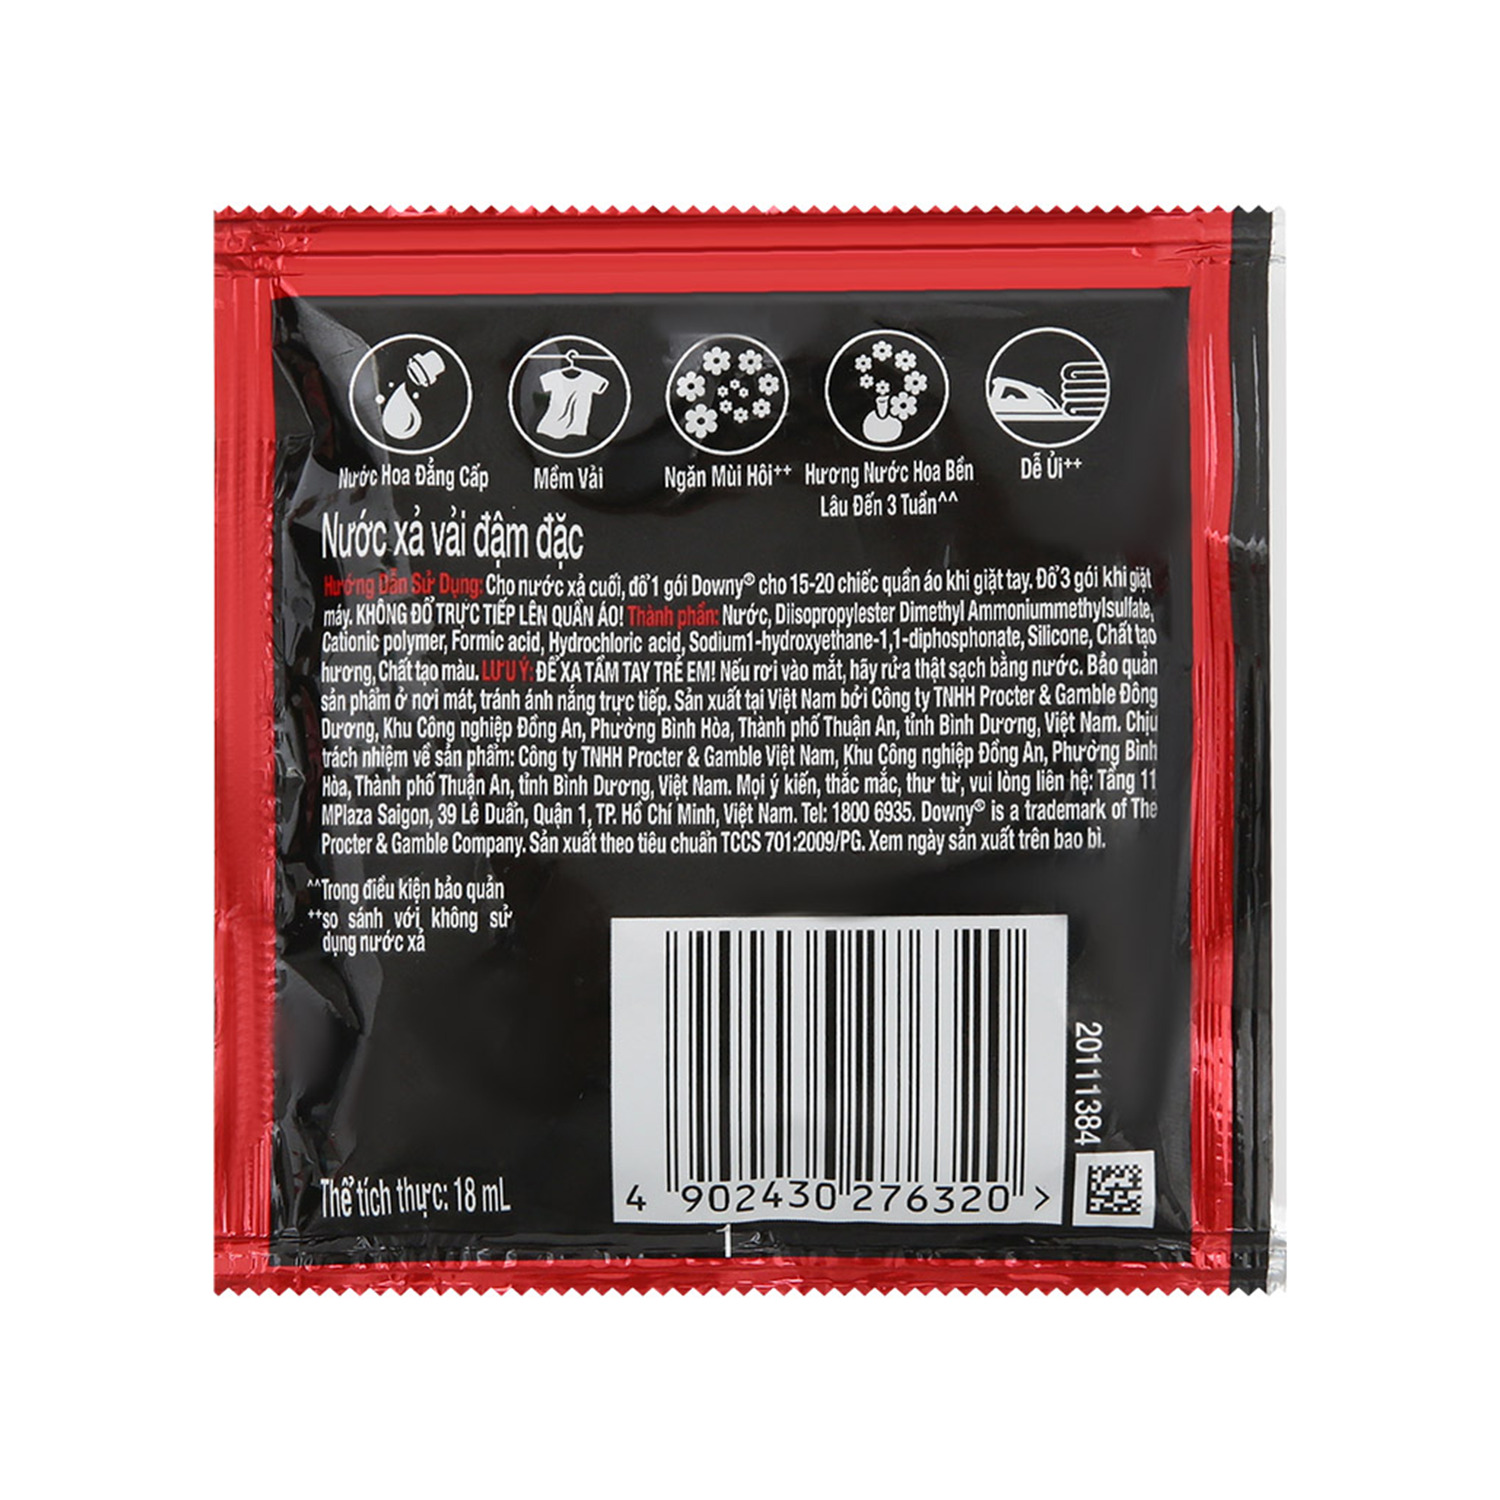 Nước Hoa Đẳng Cấp
Mềm Vải
Ngăn Mùi Hôi++
Hương Nước Hoa Bền
Lâu Đến 3 Tuần^^
Dễ Ủi++
Nước xả vải đậm đặc
Hướng Dẫn Sử Dụng: Cho nước xả cuối, đổ 1 gói Downy® cho 15-20 chiếc quần áo khi giặt tay. Đổ 3 gói khi giặt
máy. KHÔNG ĐỔ TRỰC TIẾP LÊN QUẦN ÁO! Thành phần: Nước, Diisopropylester Dimethyl Ammoniummethylsulfate,
Cationic polymer, Formic acid, Hydrochloric acid, Sodium1-hydroxyethane-1,1-diphosphonate, Silicone, Chất tạo
hương, Chất tạo màu. LƯU Ý: ĐỂ XA TẦM TAY TRẺ EM! Nếu rơi vào mắt, hãy rửa thật sạch bằng nước. Bảo quản
sản phẩm ở nơi mát, tránh ánh nắng trực tiếp. Sản xuất tại Việt Nam bởi Công ty TNHH Procter & Gamble Đông
Dương, Khu Công nghiệp Đồng An, Phường Bình Hòa, Thành phố Thuận An, tỉnh Bình Dương, Việt Nam. Chịu
trách nhiệm về sản phẩm: Công ty TNHH Procter & Gamble Việt Nam, Khu Công nghiệp Đồng An, Phường Bình
Hòa, Thành phố Thuận An, tỉnh Bình Dương, Việt Nam. Mọi ý kiến, thắc mắc, thư từ, vui lòng liên hệ: Tầng 11
MPlaza Saigon, 39 Lê Duẩn, Quận 1, TP. Hồ Chí Minh, Việt Nam. Tel: 1800 6935. Downy® is a trademark of The
Procter & Gamble Company. Sản xuất theo tiêu chuẩn TCCS 701:2009/PG. Xem ngày sản xuất trên bao bì.
^^Trong điều kiện bảo quản
++so sánh với không sử
dụng nước xả
20111384
Thể tích thực: 18 mL
4 902430 276320 >
1